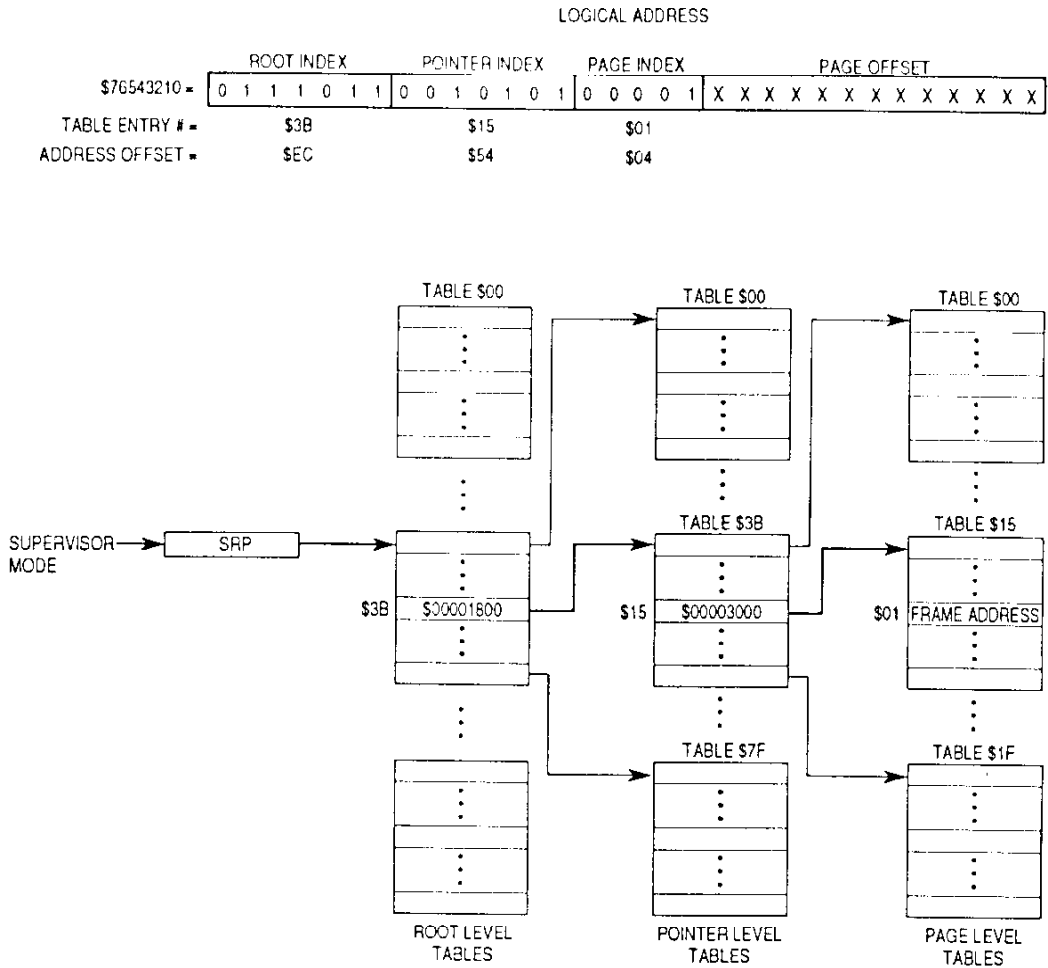 LOGICAL ADDRESS
ROOT INDEX POINTER INDEX PAGE INDEX PAGE OFFSET
$76543210 = 0 1 1 1 0 1 1 0 0 1 0 1 0 1 0 0 0 0 1 X X X X X X X X X X X X X
TABLE ENTRY # = $3B $15 $01
ADDRESS OFFSET = $EC $54 $04
TABLE $00 TABLE $00 TABLE $00
TABLE $3B TABLE $15
SUPERVISOR MODE
SRP
$3B $00001800 $15 $00003000 $01 FRAME ADDRESS
TABLE $7F TABLE $1F
ROOT LEVEL TABLES
POINTER LEVEL TABLES
PAGE LEVEL TABLES